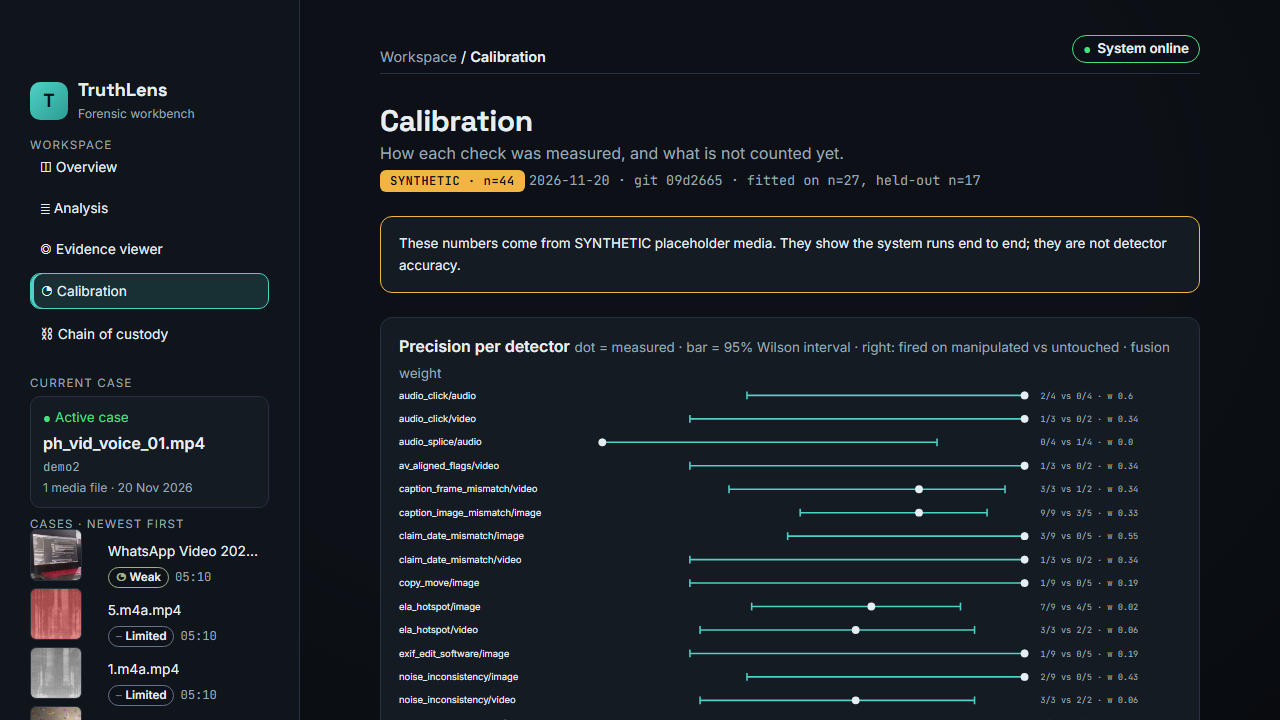 T
TruthLens
Forensic workbench
WORKSPACE
Overview
Analysis
Evidence viewer
Calibration
Chain of custody
CURRENT CASE
● Active case
ph_vid_voice_01.mp4
demo2
1 media file · 20 Nov 2026
CASES · NEWEST FIRST
WhatsApp Video 202...
Weak 05:10
5.m4a.mp4
– Limited 05:10
1.m4a.mp4
– Limited 05:10
Workspace / Calibration
● System online
Calibration
How each check was measured, and what is not counted yet.
SYNTHETIC · n=44 2026-11-20 · git 09d2665 · fitted on n=27, held-out n=17
These numbers come from SYNTHETIC placeholder media. They show the system runs end to end; they are not detector
accuracy.
Precision per detector dot = measured · bar = 95% Wilson interval · right: fired on manipulated vs untouched · fusion
weight
audio_click/audio 2/4 vs 0/4 · w 0.6
audio_click/video 1/3 vs 0/2 · w 0.34
audio_splice/audio 0/4 vs 1/4 · w 0.0
av_aligned_flags/video 1/3 vs 0/2 · w 0.34
caption_frame_mismatch/video 3/3 vs 1/2 · w 0.34
caption_image_mismatch/image 9/9 vs 3/5 · w 0.33
claim_date_mismatch/image 3/9 vs 0/5 · w 0.55
claim_date_mismatch/video 1/3 vs 0/2 · w 0.34
copy_move/image 1/9 vs 0/5 · w 0.19
ela_hotspot/image 7/9 vs 4/5 · w 0.02
ela_hotspot/video 3/3 vs 2/2 · w 0.06
exif_edit_software/image 1/9 vs 0/5 · w 0.19
noise_inconsistency/image 2/9 vs 0/5 · w 0.43
noise_inconsistency/video 3/3 vs 2/2 · w 0.06